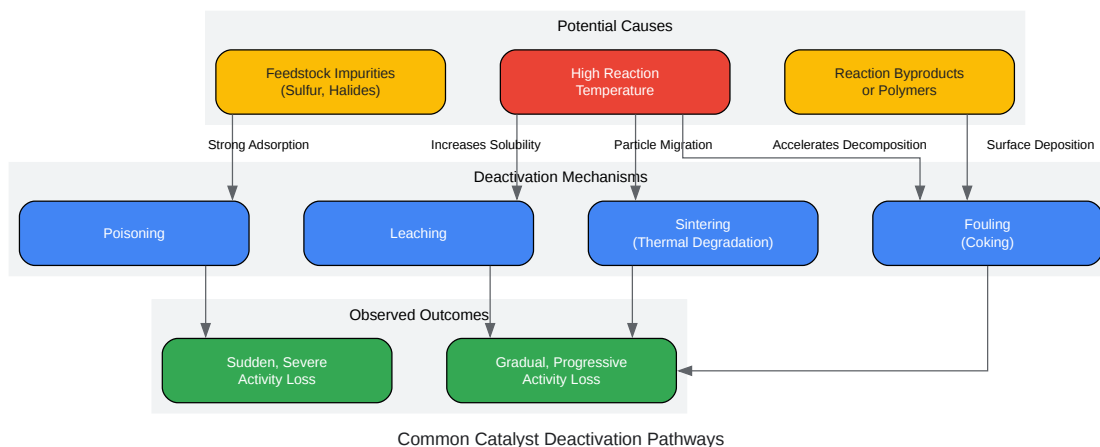 Potential Causes
Feedstock Impurities
(Sulfur, Halides)
High Reaction
Temperature
Reaction Byproducts
or Polymers
Strong Adsorption
Increases Solubility
Particle Migration
Accelerates Decomposition
Surface Deposition
Deactivation Mechanisms
Poisoning
Leaching
Sintering
(Thermal Degradation)
Fouling
(Coking)
Observed Outcomes
Sudden, Severe
Activity Loss
Gradual, Progressive
Activity Loss
Common Catalyst Deactivation Pathways